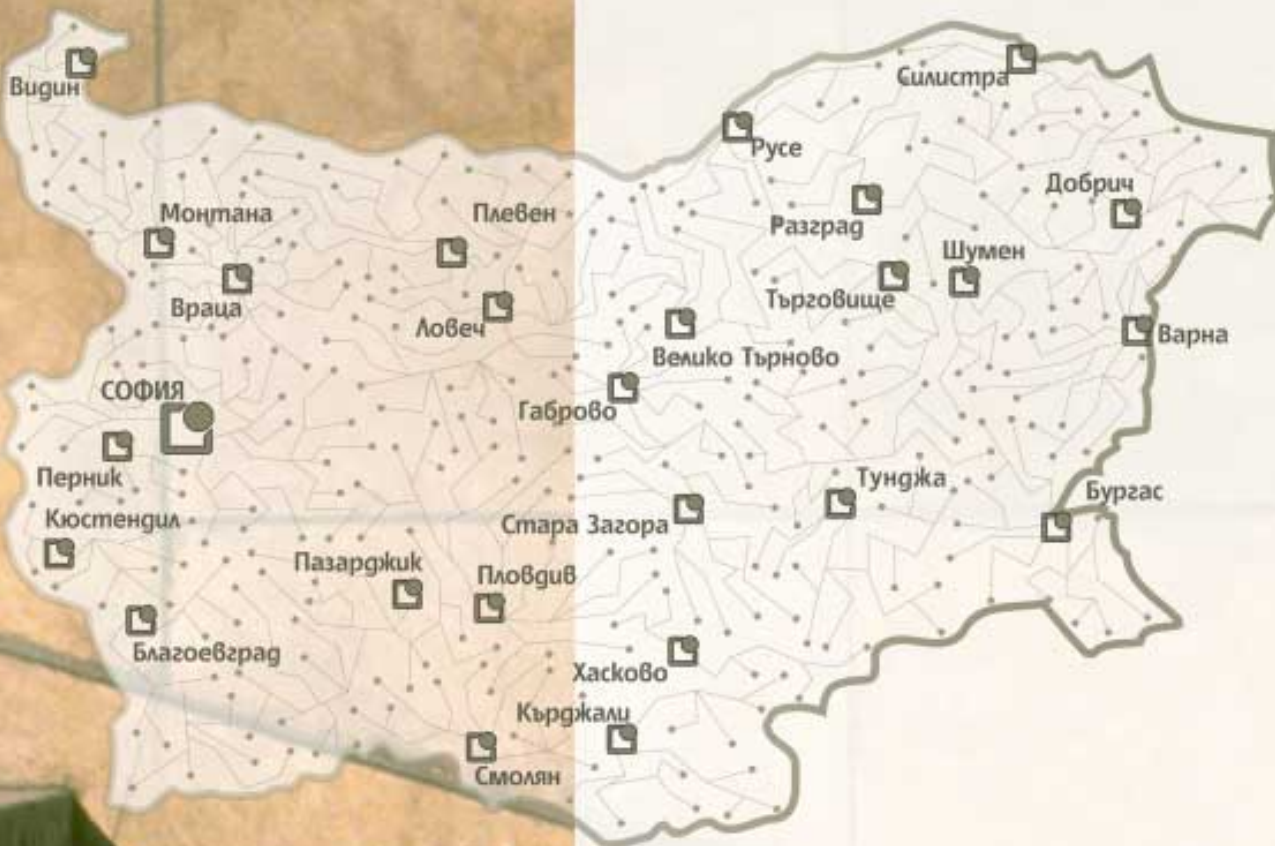 Видин
Силистра
Русе
Добрич
Монтана
Плевен
Разград
Шумен
Враца
Търговище
Ловеч
Варна
Велико Търново
СОФИЯ
Габрово
Перник
Тунджа
Бургас
Кюстендил
Стара Загора
Пазарджик
Пловдив
Благоевград
Хасково
Кърджали
Смолян